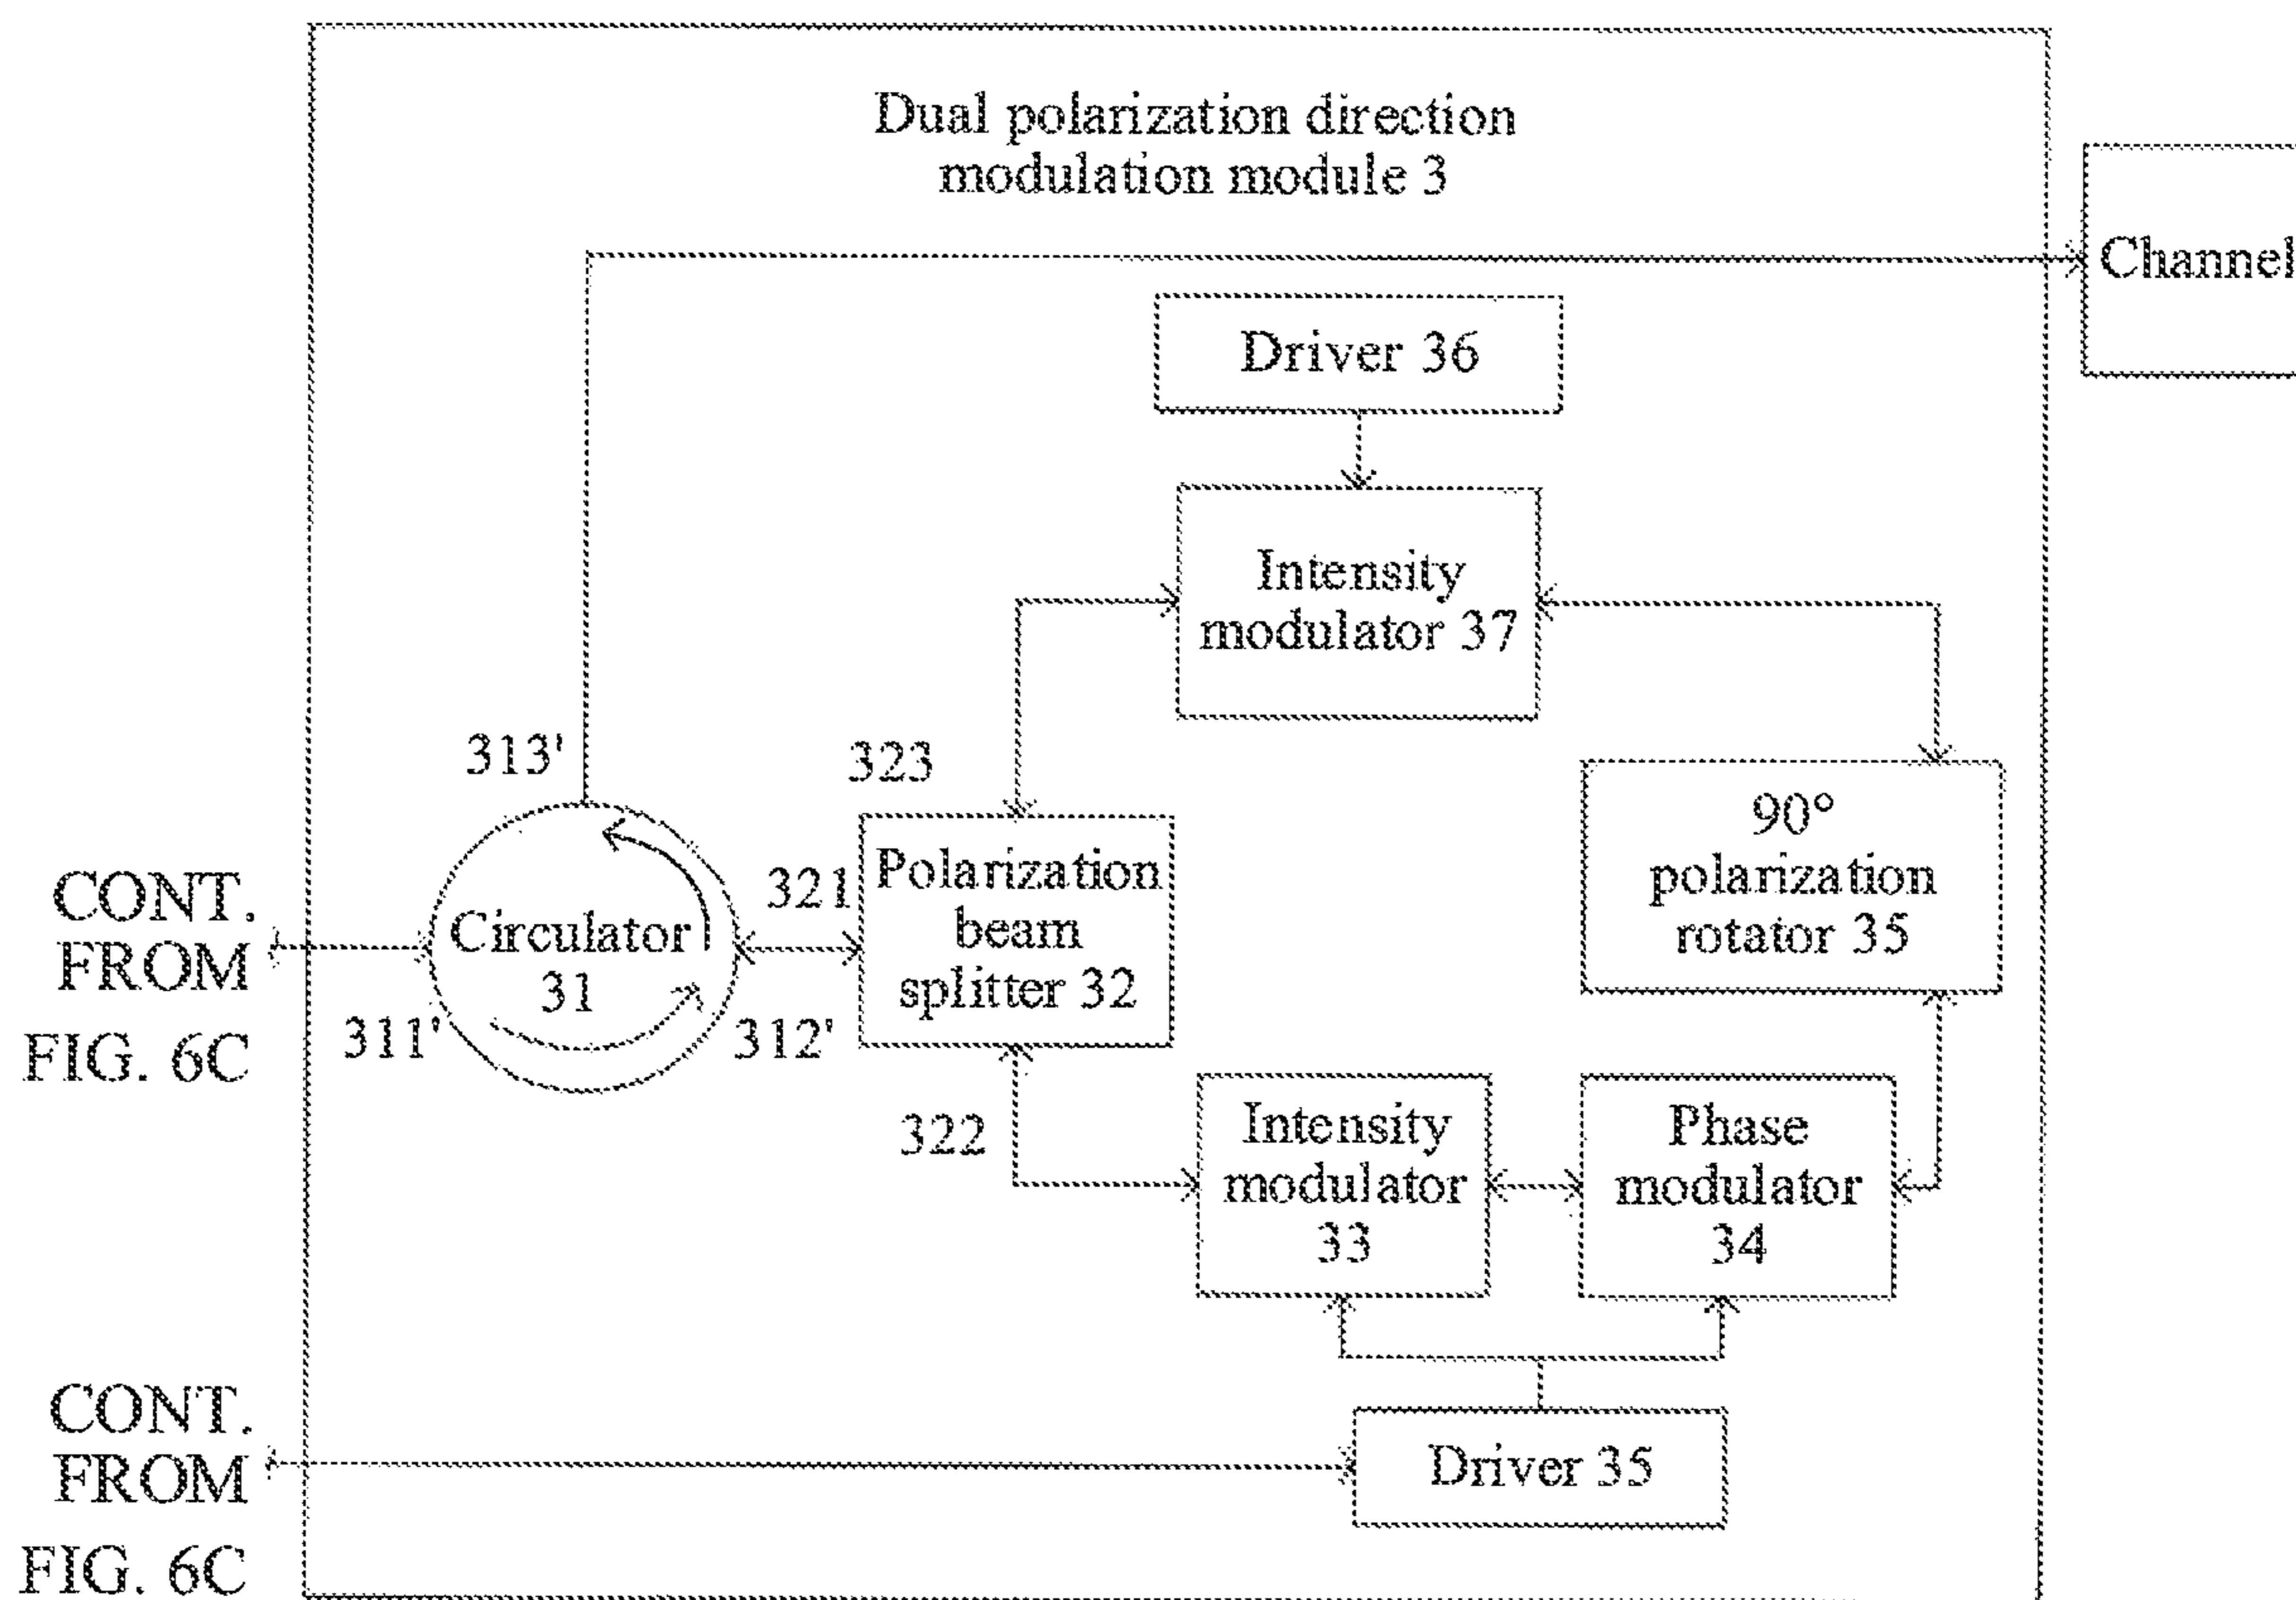 Dual polarization direction
modulation module 3
Channel
Driver 36
Intensity
modulator 37
313'
323
90°
polarization
rotator 35
CONT.
FROM
FIG. 6C
Circulator
31
311'
312'
321
Polarization
beam
splitter 32
322
Intensity
modulator
33
Phase
modulator
34
CONT.
FROM
FIG. 6C
Driver 35